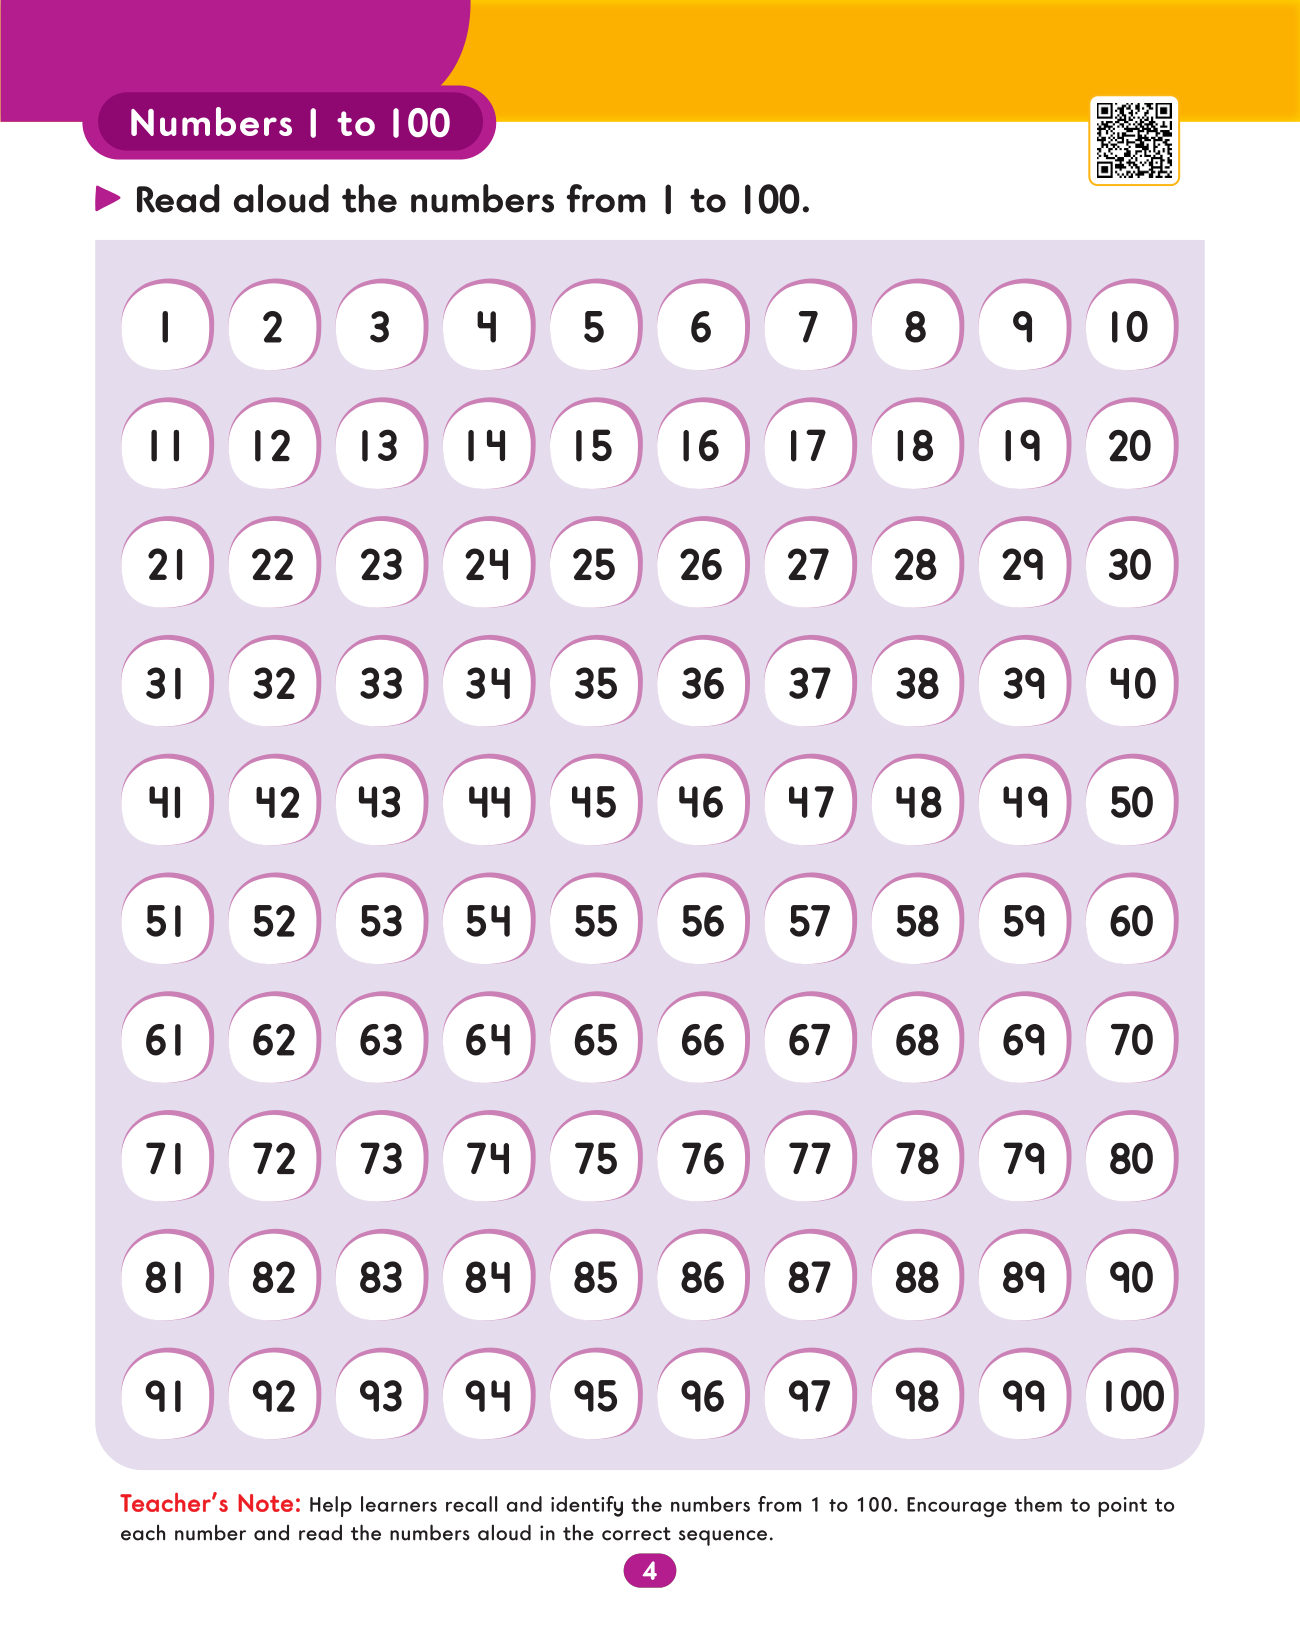 Numbers 1 to 100
Read aloud the numbers from 1 to 100.
1 2 3 4 5 6 7 8 9 10
11 12 13 14 15 16 17 18 19 20
21 22 23 24 25 26 27 28 29 30
31 32 33 34 35 36 37 38 39 40
41 42 43 44 45 46 47 48 49 50
51 52 53 54 55 56 57 58 59 60
61 62 63 64 65 66 67 68 69 70
71 72 73 74 75 76 77 78 79 80
81 82 83 84 85 86 87 88 89 90
91 92 93 94 95 96 97 98 99 100
Teacher's Note: Help learners recall and identify the numbers from 1 to 100. Encourage them to point to
each number and read the numbers aloud in the correct sequence.
4